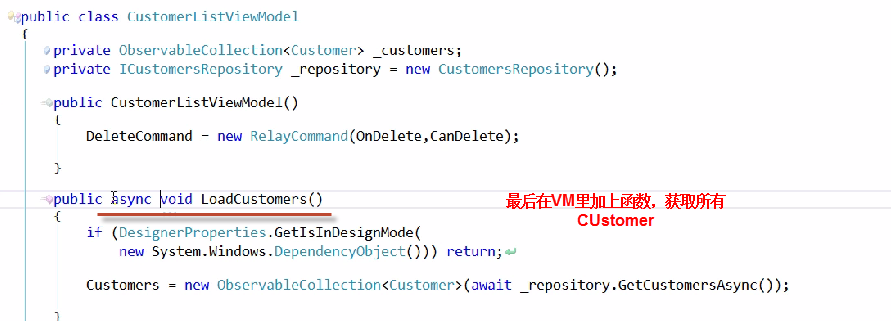 public class CustomerListViewModel
{
private ObservableCollection<Customer> _customers;
private ICustomersRepository _repository = new CustomersRepository();
public CustomerListViewModel()
{
DeleteCommand = new RelayCommand(OnDelete,CanDelete);
}
public async void LoadCustomers()
最后在VM里加上函数，获取所有
CUstomer
{
if (DesignerProperties.GetIsInDesignMode(
new System.Windows.DependencyObject())) return;
Customers = new ObservableCollection<Customer>(await _repository.GetCustomersAsync());
}